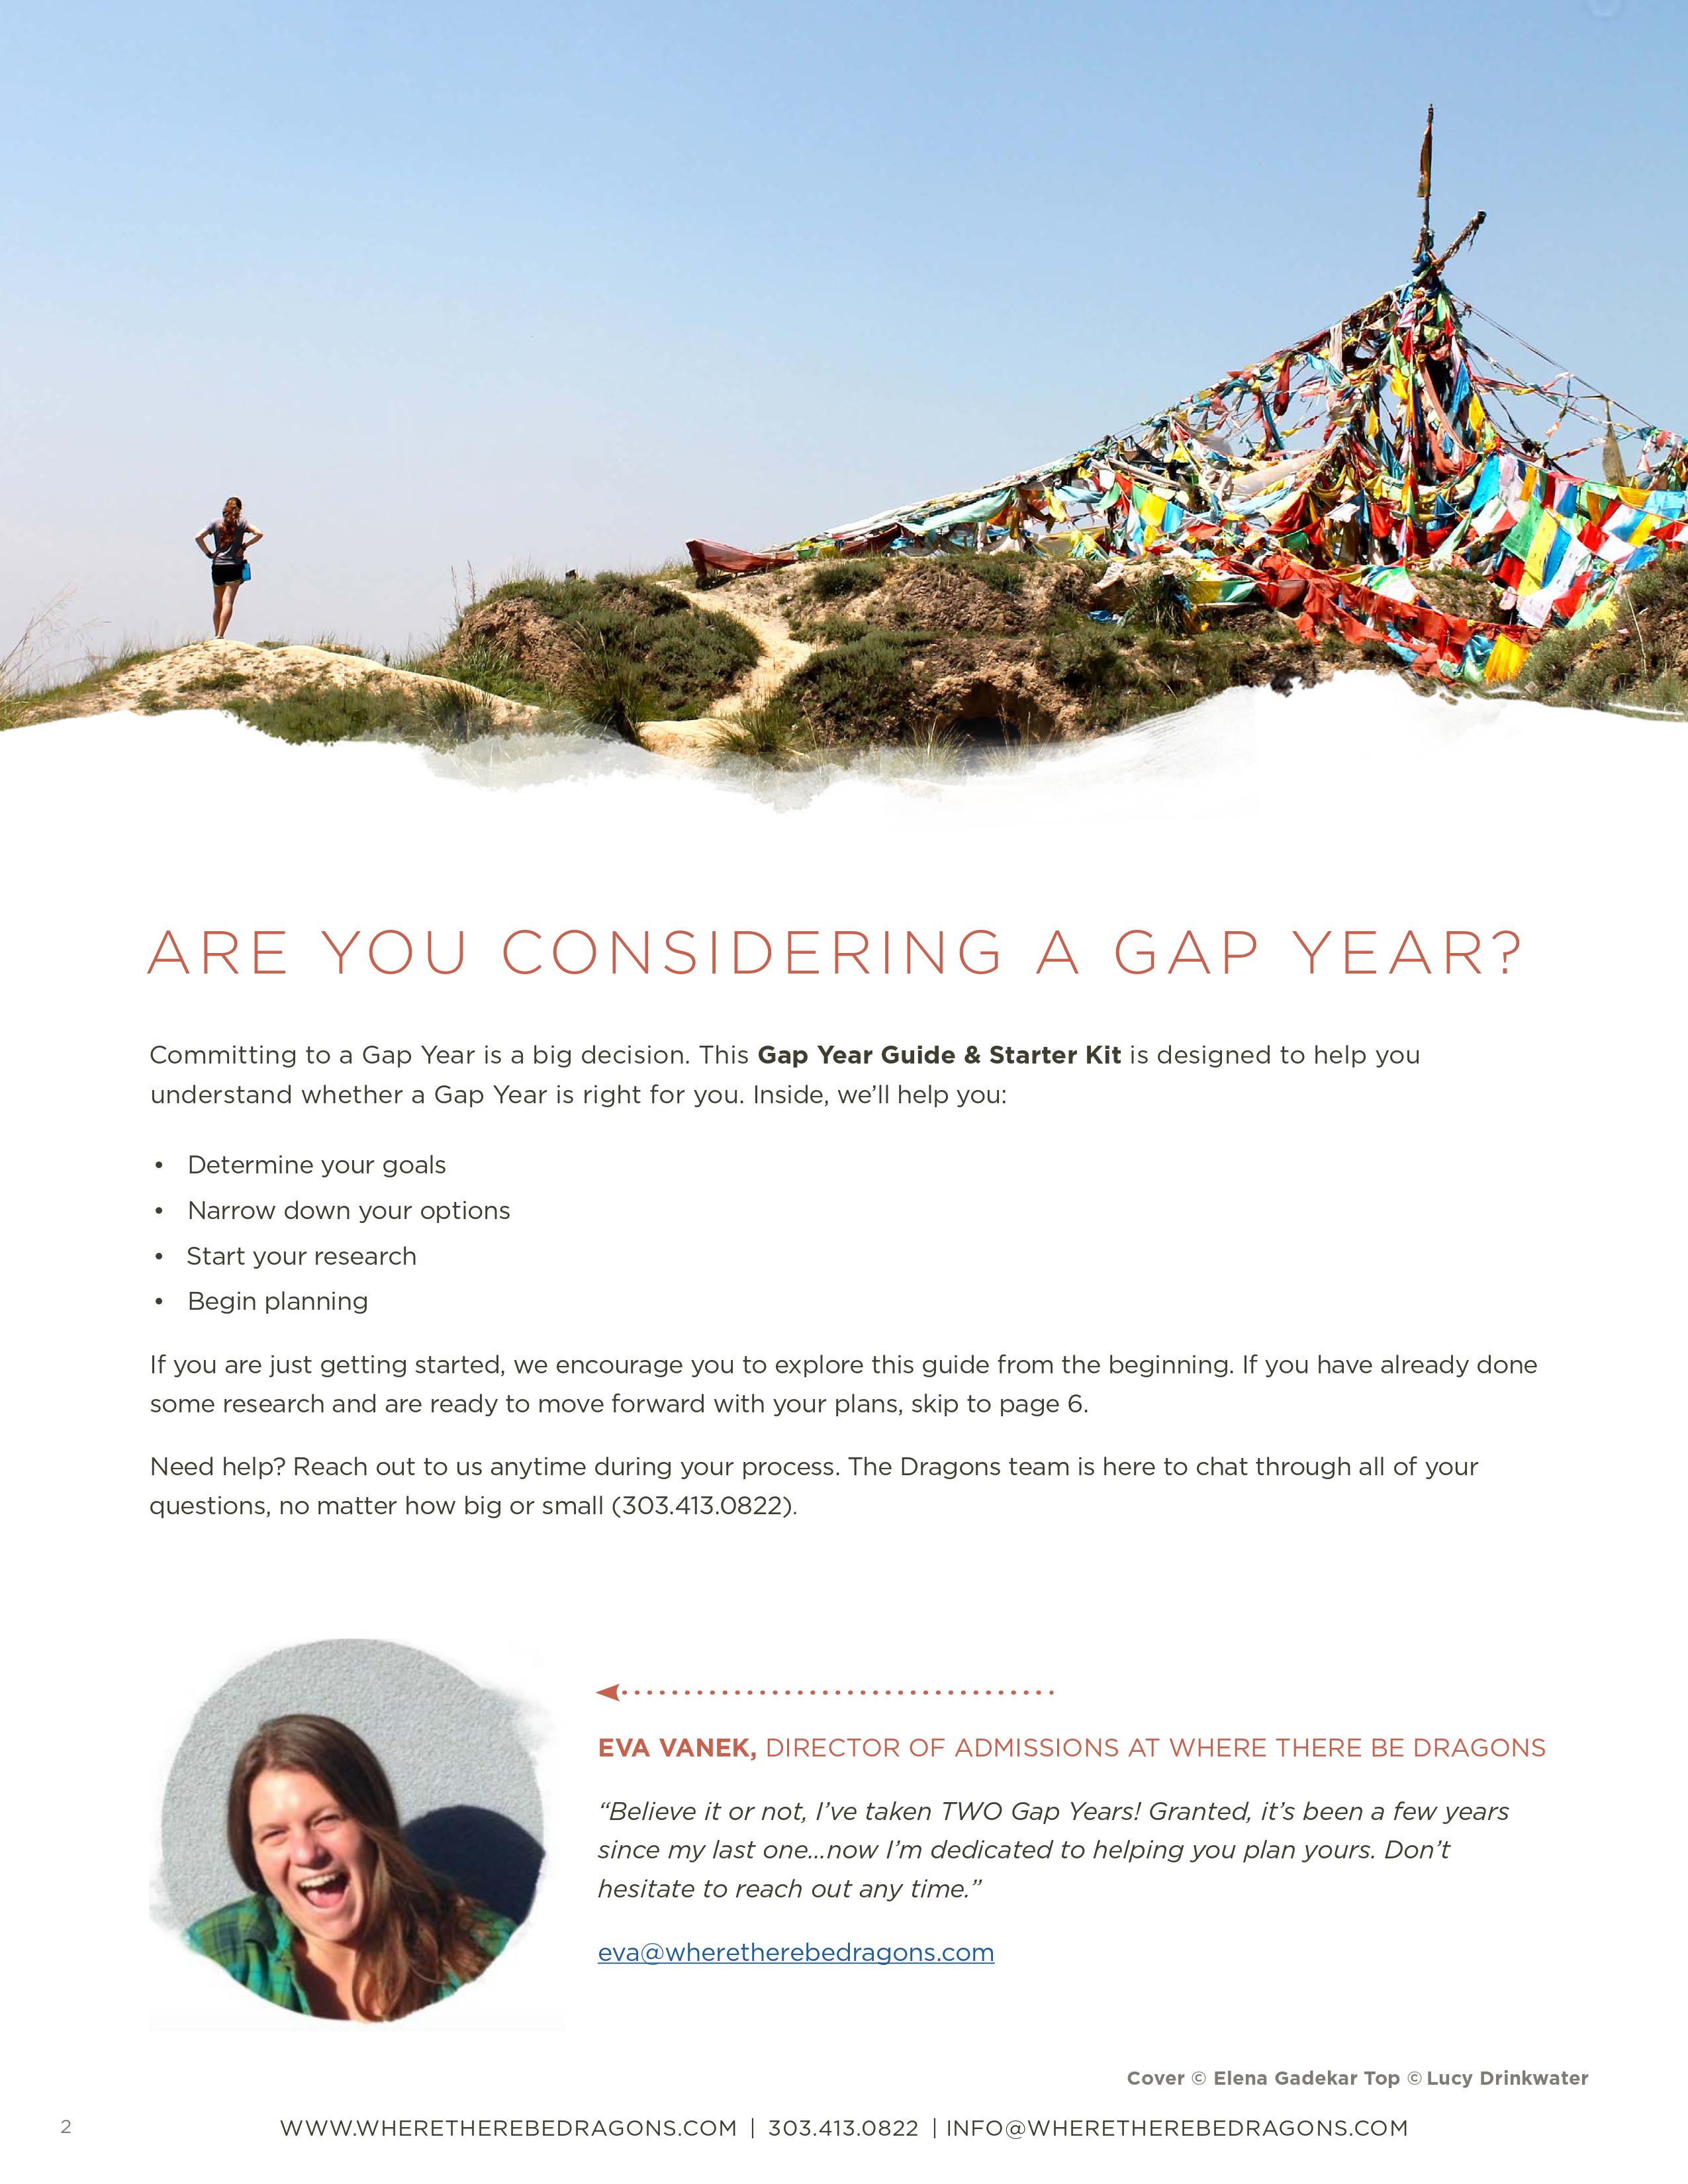 ARE YOU CONSIDERING A GAP YEAR?
Committing to a Gap Year is a big decision. This Gap Year Guide & Starter Kit is designed to help you
understand whether a Gap Year is right for you. Inside, we’ll help you:
• Determine your goals
• Narrow down your options
• Start your research
• Begin planning
If you are just getting started, we encourage you to explore this guide from the beginning. If you have already done
some research and are ready to move forward with your plans, skip to page 6.
Need help? Reach out to us anytime during your process. The Dragons team is here to chat through all of your
questions, no matter how big or small (303.413.0822).
EVA VANEK, DIRECTOR OF ADMISSIONS AT WHERE THERE BE DRAGONS
“Believe it or not, I’ve taken TWO Gap Years! Granted, it’s been a few years
since my last one...now I’m dedicated to helping you plan yours. Don’t
hesitate to reach out any time.”
eva@wheretherebedragons.com
Cover © Elena Gadekar Top © Lucy Drinkwater
2 WWW.WHERETHEREBEDRAGONS.COM | 303.413.0822 | INFO@WHERETHEREBEDRAGONS.COM